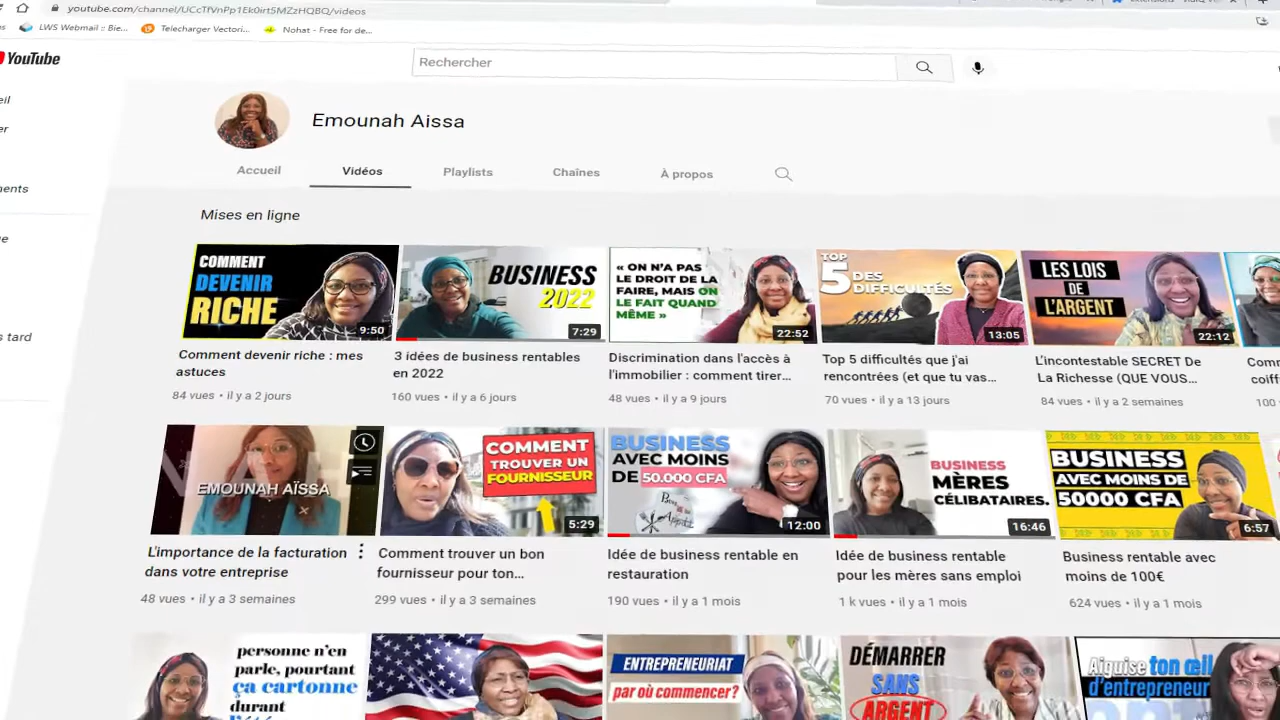 youtube.com/channel/UCcTfVnPp1Ek0irt5MZzHQBQ/videos
LWS Webmail :: Bie...
Telecharger Vectori...
Nohat - Free for de...
YouTube
Rechercher
Emounah Aissa
Accueil
Vidéos
Playlists
Chaînes
À propos
Mises en ligne
COMMENT
DEVENIR
RICHE
9:50
BUSINESS
2022
7:29
« ON N'A PAS
LE DROIT DE LA
FAIRE, MAIS ON
LE FAIT QUAND
MÊME »
22:52
TOP
5 DES
DIFFICULTÉS
13:05
LES LOIS
DE
L'ARGENT
22:12
Comment devenir riche : mes
astuces
84 vues • il y a 2 jours
3 idées de business rentables
en 2022
160 vues • il y a 6 jours
Discrimination dans l'accès à
l'immobilier : comment tirer...
48 vues • il y a 9 jours
Top 5 difficultés que j'ai
rencontrées (et que tu vas...
70 vues • il y a 13 jours
L'incontestable SECRET De
La Richesse (QUE VOUS...
84 vues • il y a 2 semaines
100
EMOUNAH AÏSSA
COMMENT
TROUVER UN
FOURNISSEUR
5:29
BUSINESS
AVEC MOINS
DE 50.000 CFA
Bon
Appétit
12:00
BUSINESS
MÈRES
CÉLIBATAIRES.
16:46
BUSINESS
AVEC MOINS DE
50000 CFA
6:57
L'importance de la facturation
dans votre entreprise
48 vues • il y a 3 semaines
Comment trouver un bon
fournisseur pour ton...
299 vues • il y a 3 semaines
Idée de business rentable en
restauration
190 vues • il y a 1 mois
Idée de business rentable
pour les mères sans emploi
1 k vues • il y a 1 mois
Business rentable avec
moins de 100€
624 vues • il y a 1 mois
personne n'en
parle, pourtant
ça cartonne
durant
l'été
ENTREPRENEURIAT
par où commencer?
DÉMARRER
SANS
ARGENT
Aiguise ton œil
d'entrepreneur